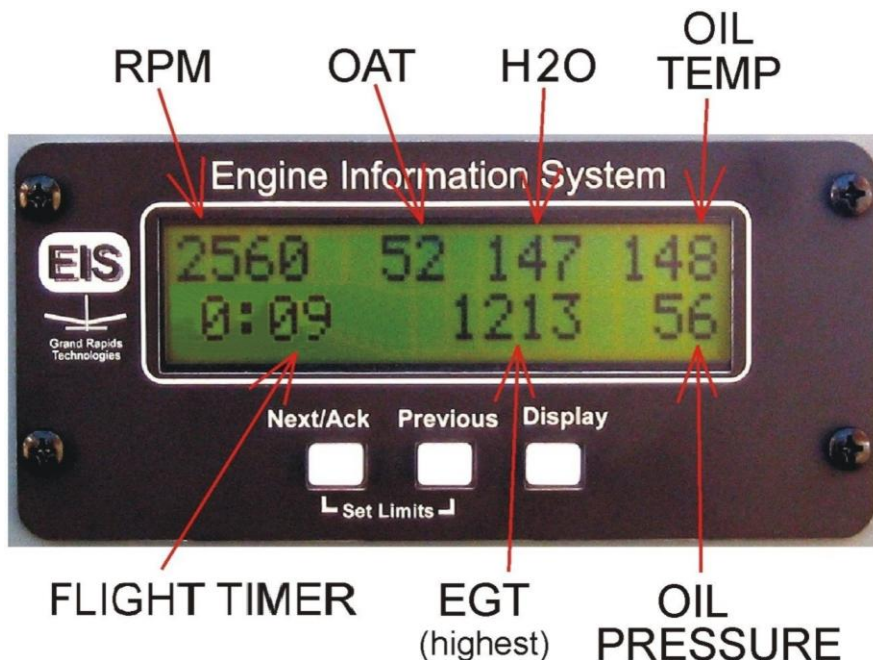 RPM OAT H2O OIL
TEMP
Engine Information System
EIS
Grand Rapids
Technologies
2560 52 147 148
0:09 1213 56
Next/Ack Previous Display
Set Limits
FLIGHT TIMER EGT OIL
(highest) PRESSURE